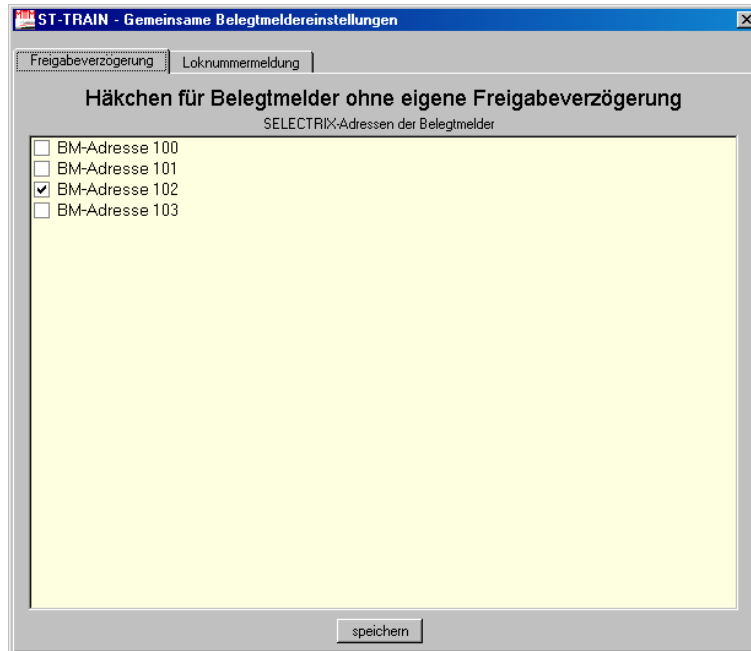 ST-TRAIN - Gemeinsame Belegtmeldereinstellungen
Freigabeverzögerung Loknummermeldung
Häkchen für Belegtmelder ohne eigene Freigabeverzögerung
SELECTRIX-Adressen der Belegtmelder
BM-Adresse 100
BM-Adresse 101
BM-Adresse 102
BM-Adresse 103
speichern